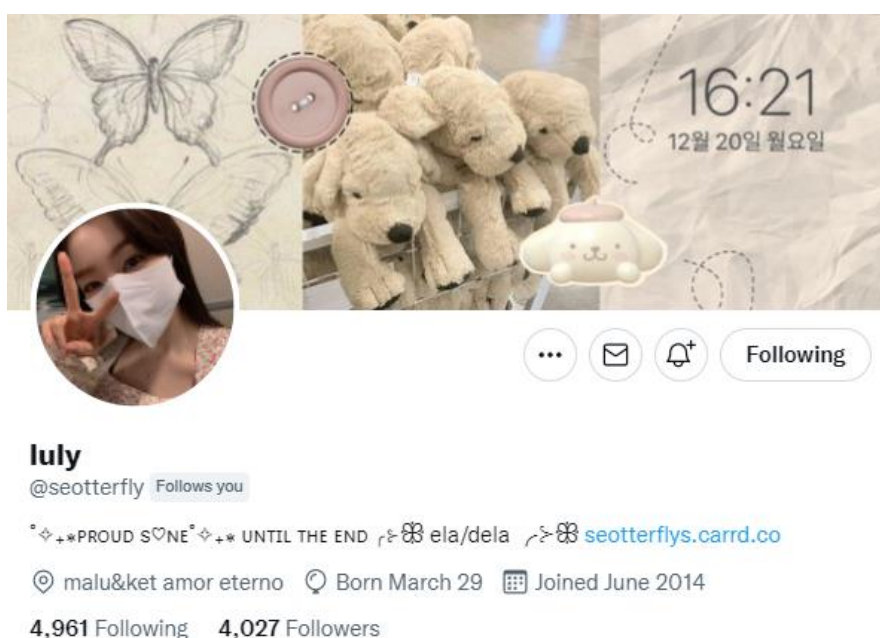 16:21
12월 20일 월요일
Following
luly
@seotterfly Follows you
˚✧₊⁎PROUD S♡NE˚✧₊⁎ UNTIL THE END ╭⊱ꕥ ela/dela ╭⊱ꕥ seotterflys.carrd.co
malu&ket amor eterno Born March 29 Joined June 2014
4,961 Following 4,027 Followers